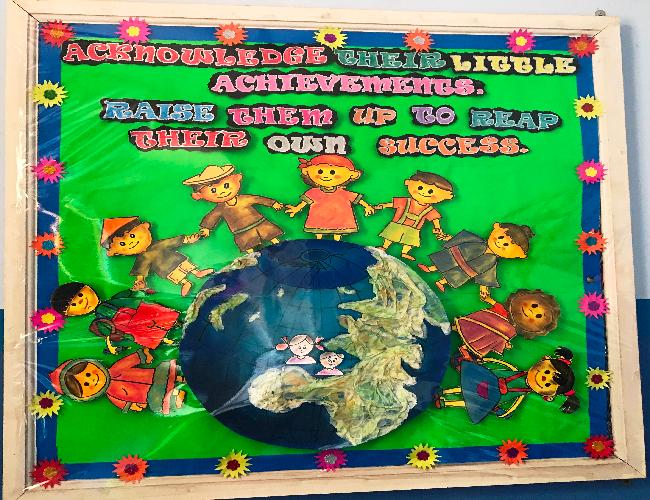 ACKNOWLEDGE THEIR LITTLE
ACHIEVEMENTS.
RAISE THEM UP TO REAP
THEIR OWN SUCCESS.